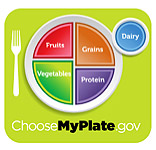 Fruits
Grains
Dairy
Vegetables
Protein
ChooseMyPlate.gov